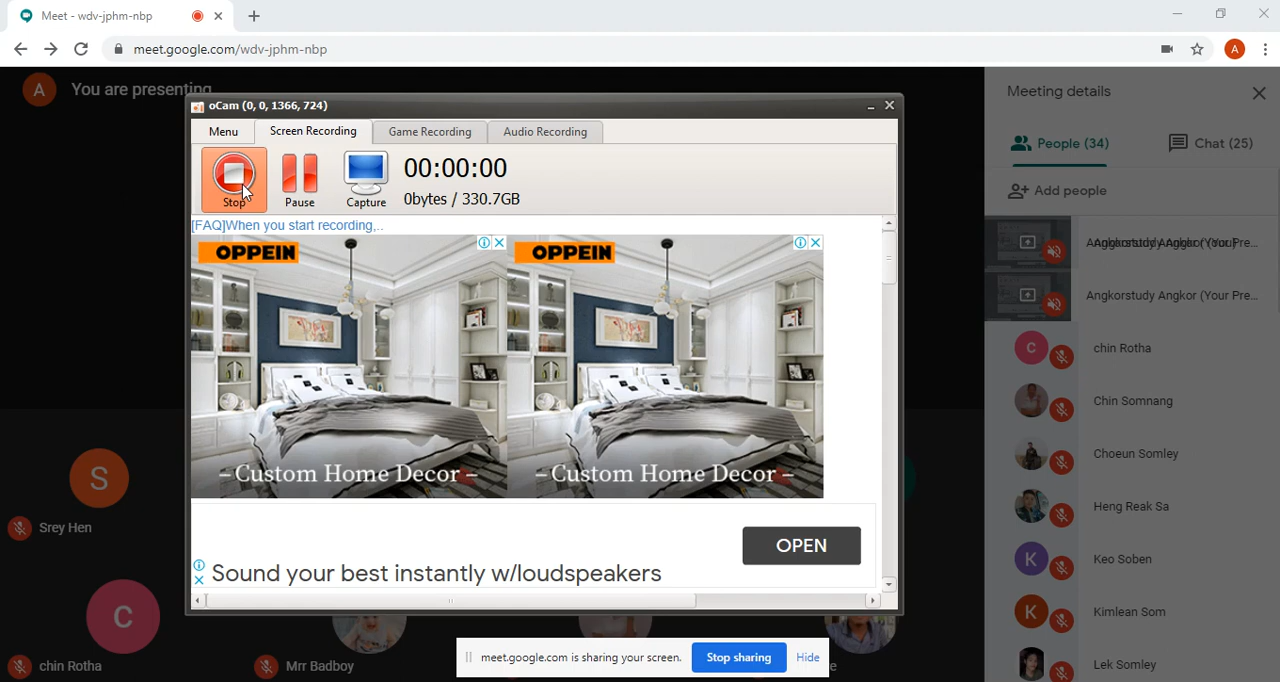 Meet - wdv-jphm-nbp
meet.google.com/wdv-jphm-nbp
A
A
You are presenting
oCam (0, 0, 1366, 724)
Menu
Screen Recording
Game Recording
Audio Recording
Stop
Pause
Capture
00:00:00
0bytes / 330.7GB
[FAQ]When you start recording,..
OPPEIN
OPPEIN
– Custom Home Decor –
– Custom Home Decor –
OPEN
Sound your best instantly w/loudspeakers
S
Srey Hen
C
chin Rotha
Mrr Badboy
meet.google.com is sharing your screen.
Stop sharing
Hide
Meeting details
People (34)
Chat (25)
Add people
Angkorstudy Angkor (Your Pre...
C
chin Rotha
Chin Somnang
Choeun Somley
Heng Reak Sa
K
Keo Soben
K
Kimlean Som
Lek Somley